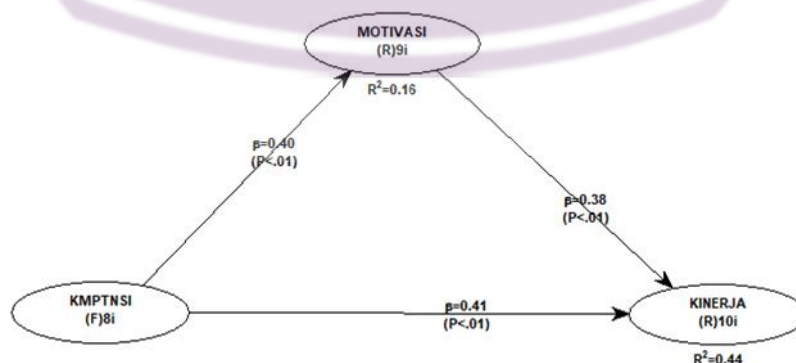 MOTIVASI
(R)9i
R²=0.16
β=0.40
(P<.01)
β=0.38
(P<.01)
KMPTNSI
(F)8i
β=0.41
(P<.01)
KINERJA
(R)10i
R²=0.44